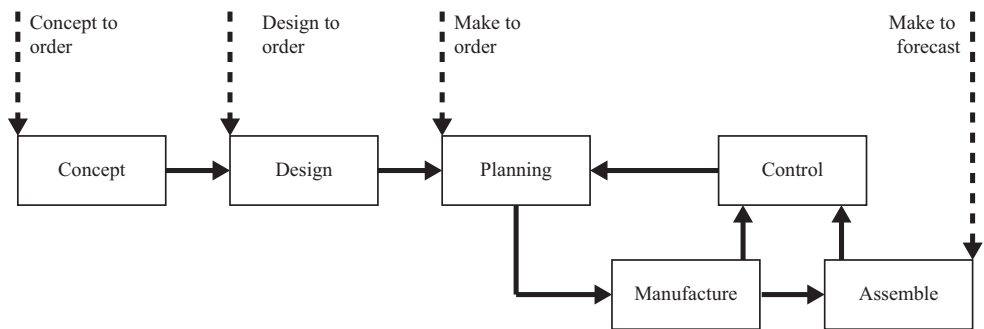 Concept to
order
Design to
order
Make to
order
Make to
forecast
Concept
Design
Planning
Control
Manufacture
Assemble